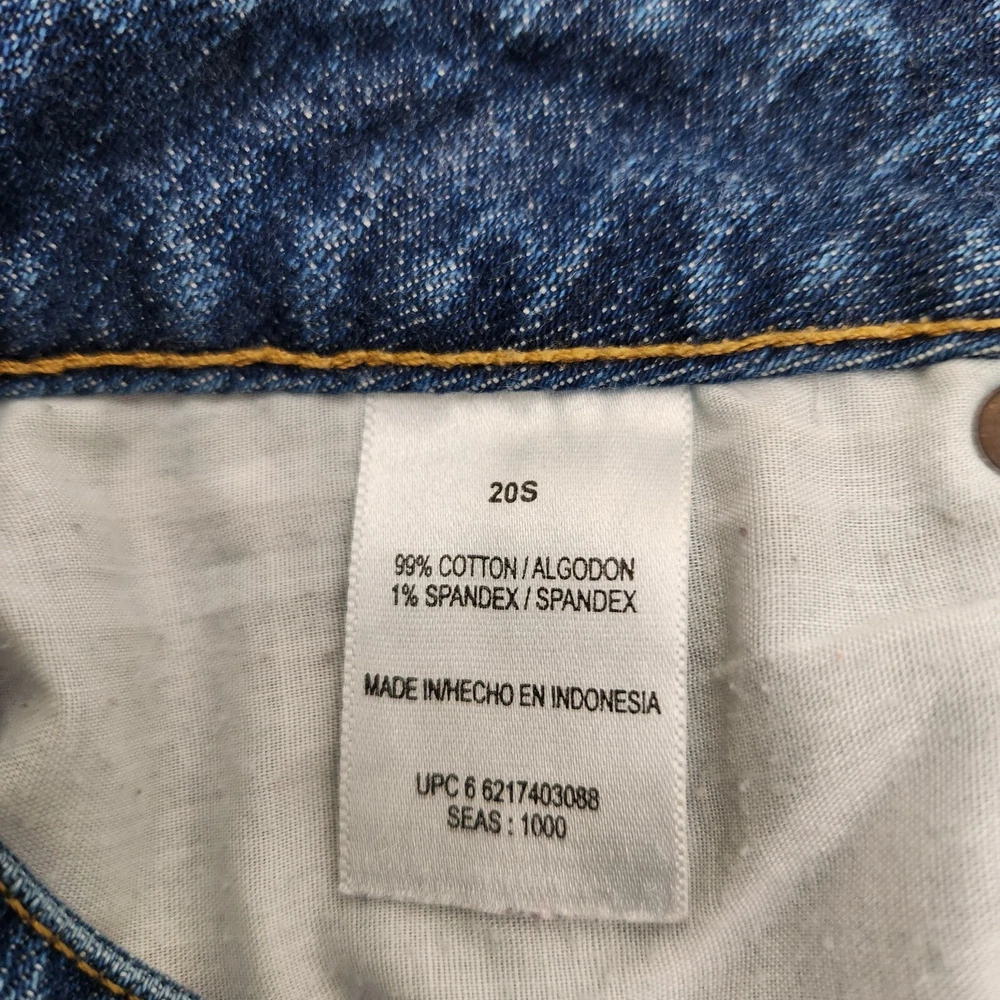 20S
99% COTTON / ALGODON
1% SPANDEX / SPANDEX
MADE IN/HECHO EN INDONESIA
UPC 6 6217403088
SEAS : 1000